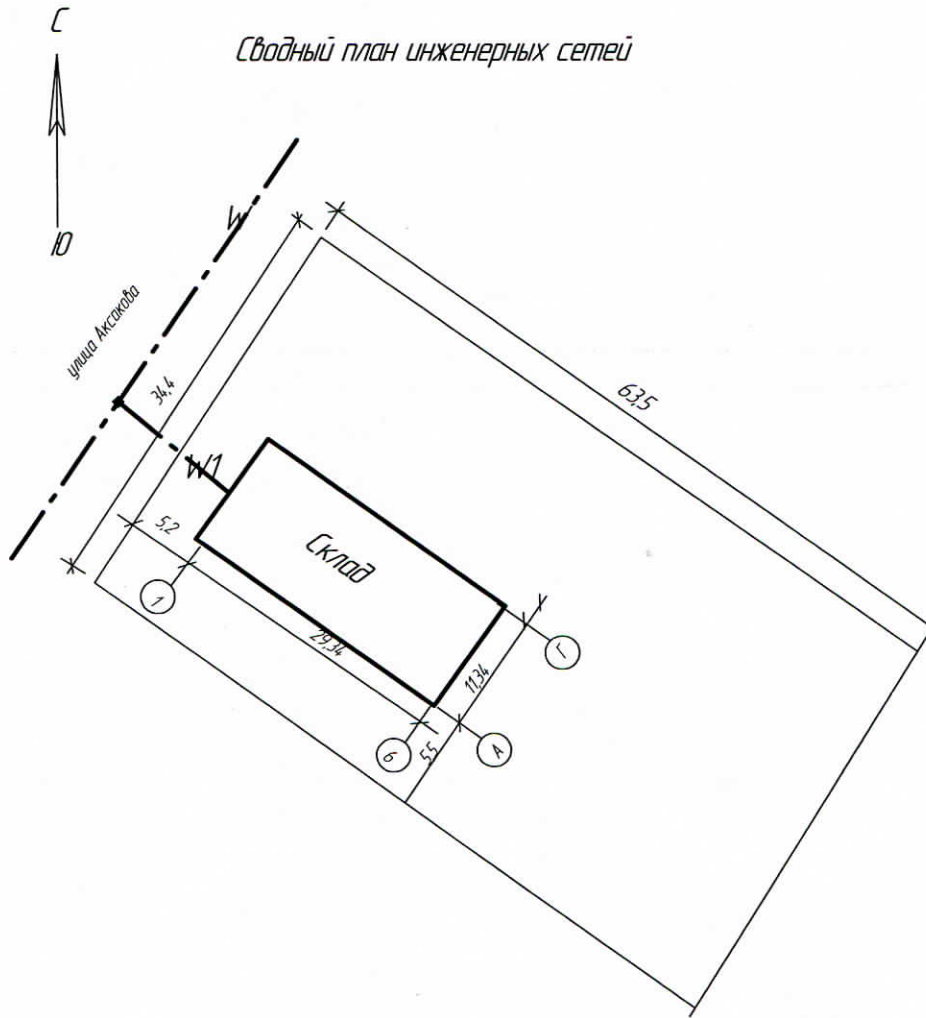 С
Сводный план инженерных сетей
Ю
W
улица Аксакова
34,4
63,5
W1
5,2
Склад
1
29,34
11,34
Г
6
5,5
А